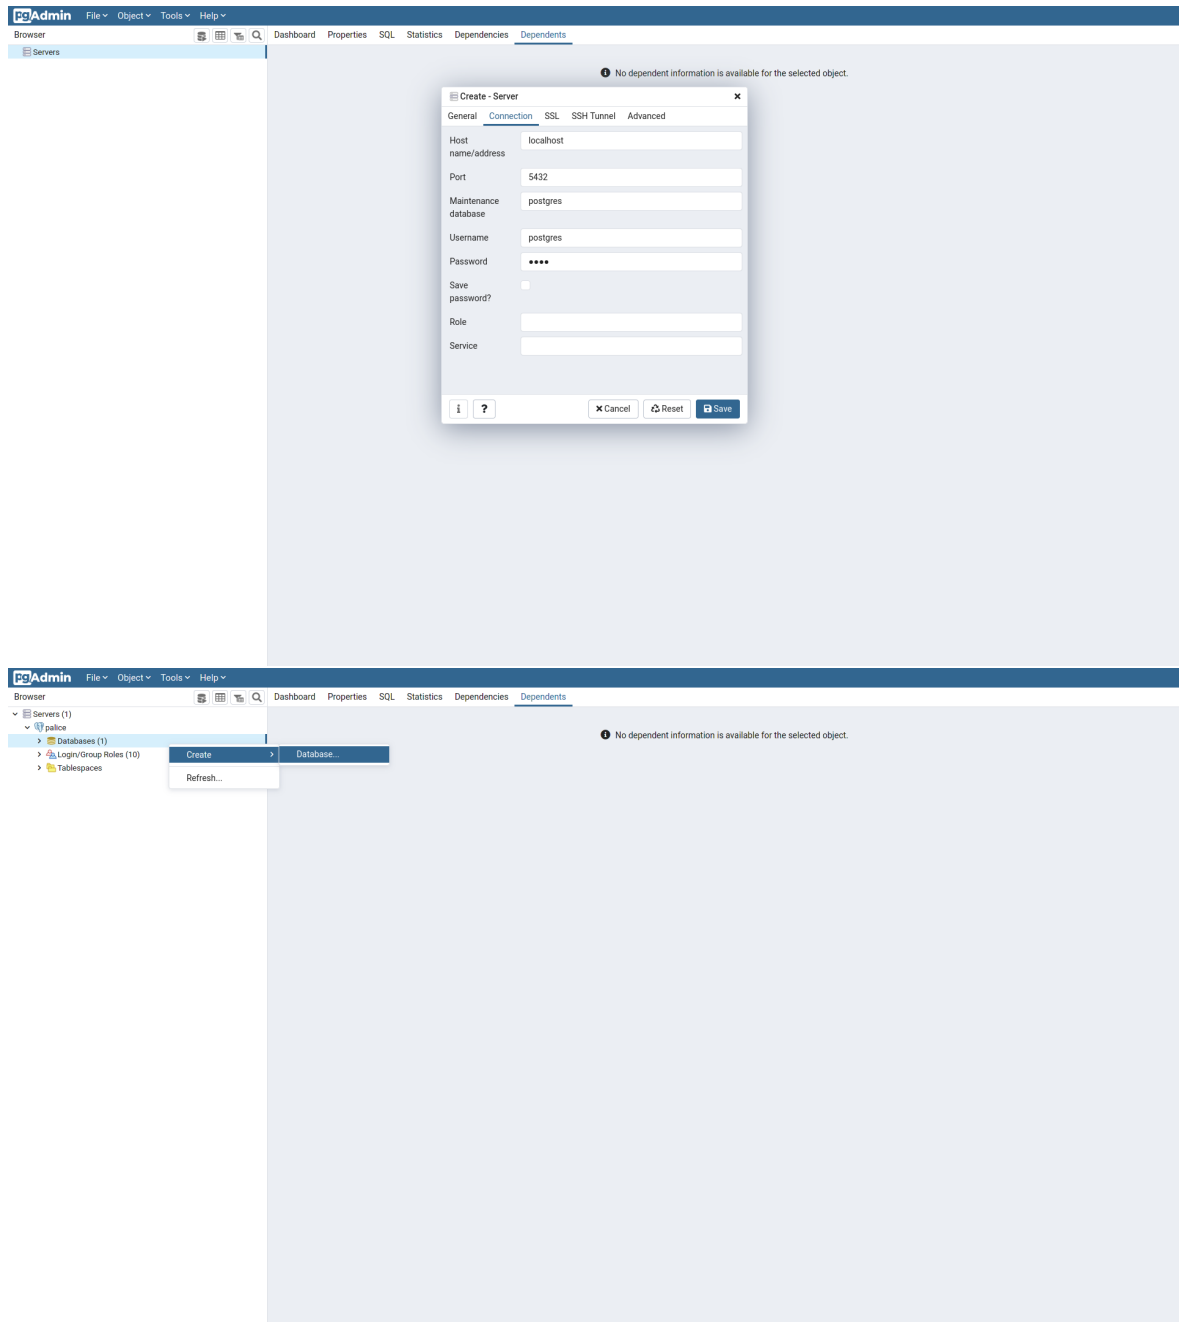 pgAdmin File Object Tools Help
Browser Dashboard Properties SQL Statistics Dependencies Dependents
Servers
No dependent information is available for the selected object.
Create - Server
General Connection SSL SSH Tunnel Advanced
Host name/address localhost
Port 5432
Maintenance database postgres
Username postgres
Password ••••
Save password?
Role
Service
i ? Cancel Reset Save
pgAdmin File Object Tools Help
Browser Dashboard Properties SQL Statistics Dependencies Dependents
Servers (1)
palice
No dependent information is available for the selected object.
Databases (1)
Login/Group Roles (10) Create Database...
Tablespaces
Refresh...